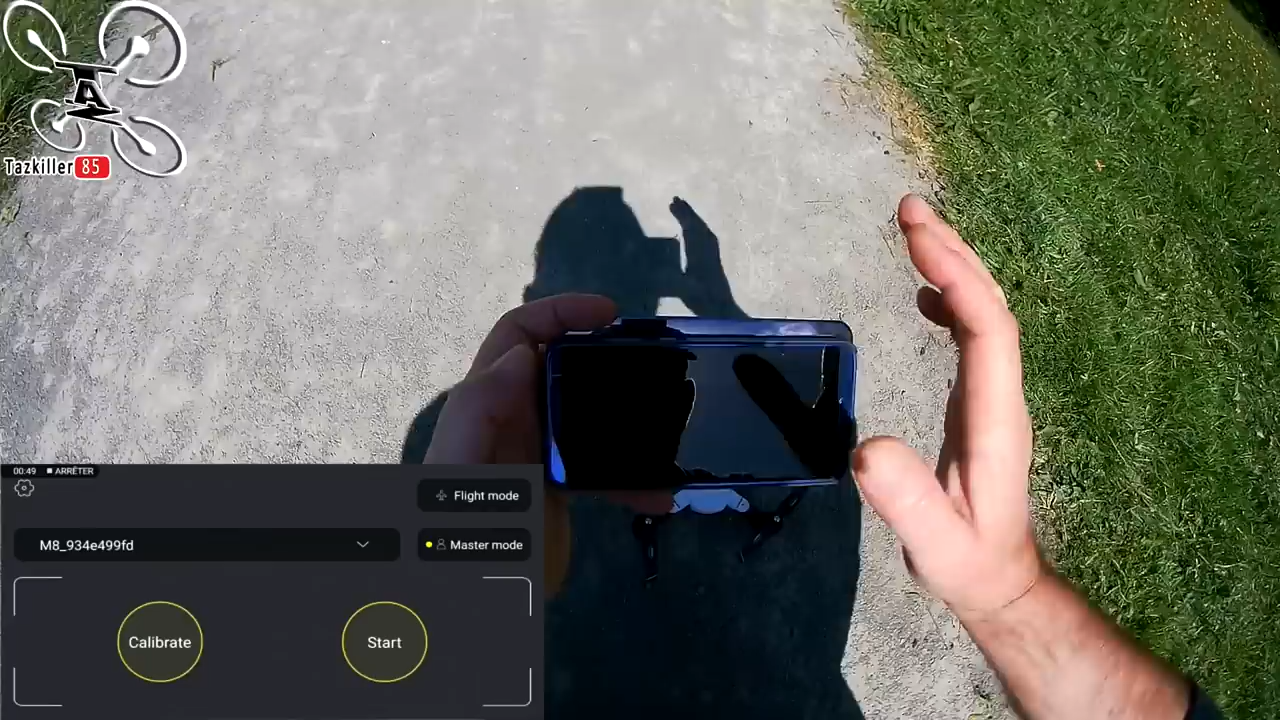 A
Tazkiller 85
00:49 ■ ARRÊTER
Flight mode
M8_934e499fd
Master mode
Calibrate
Start